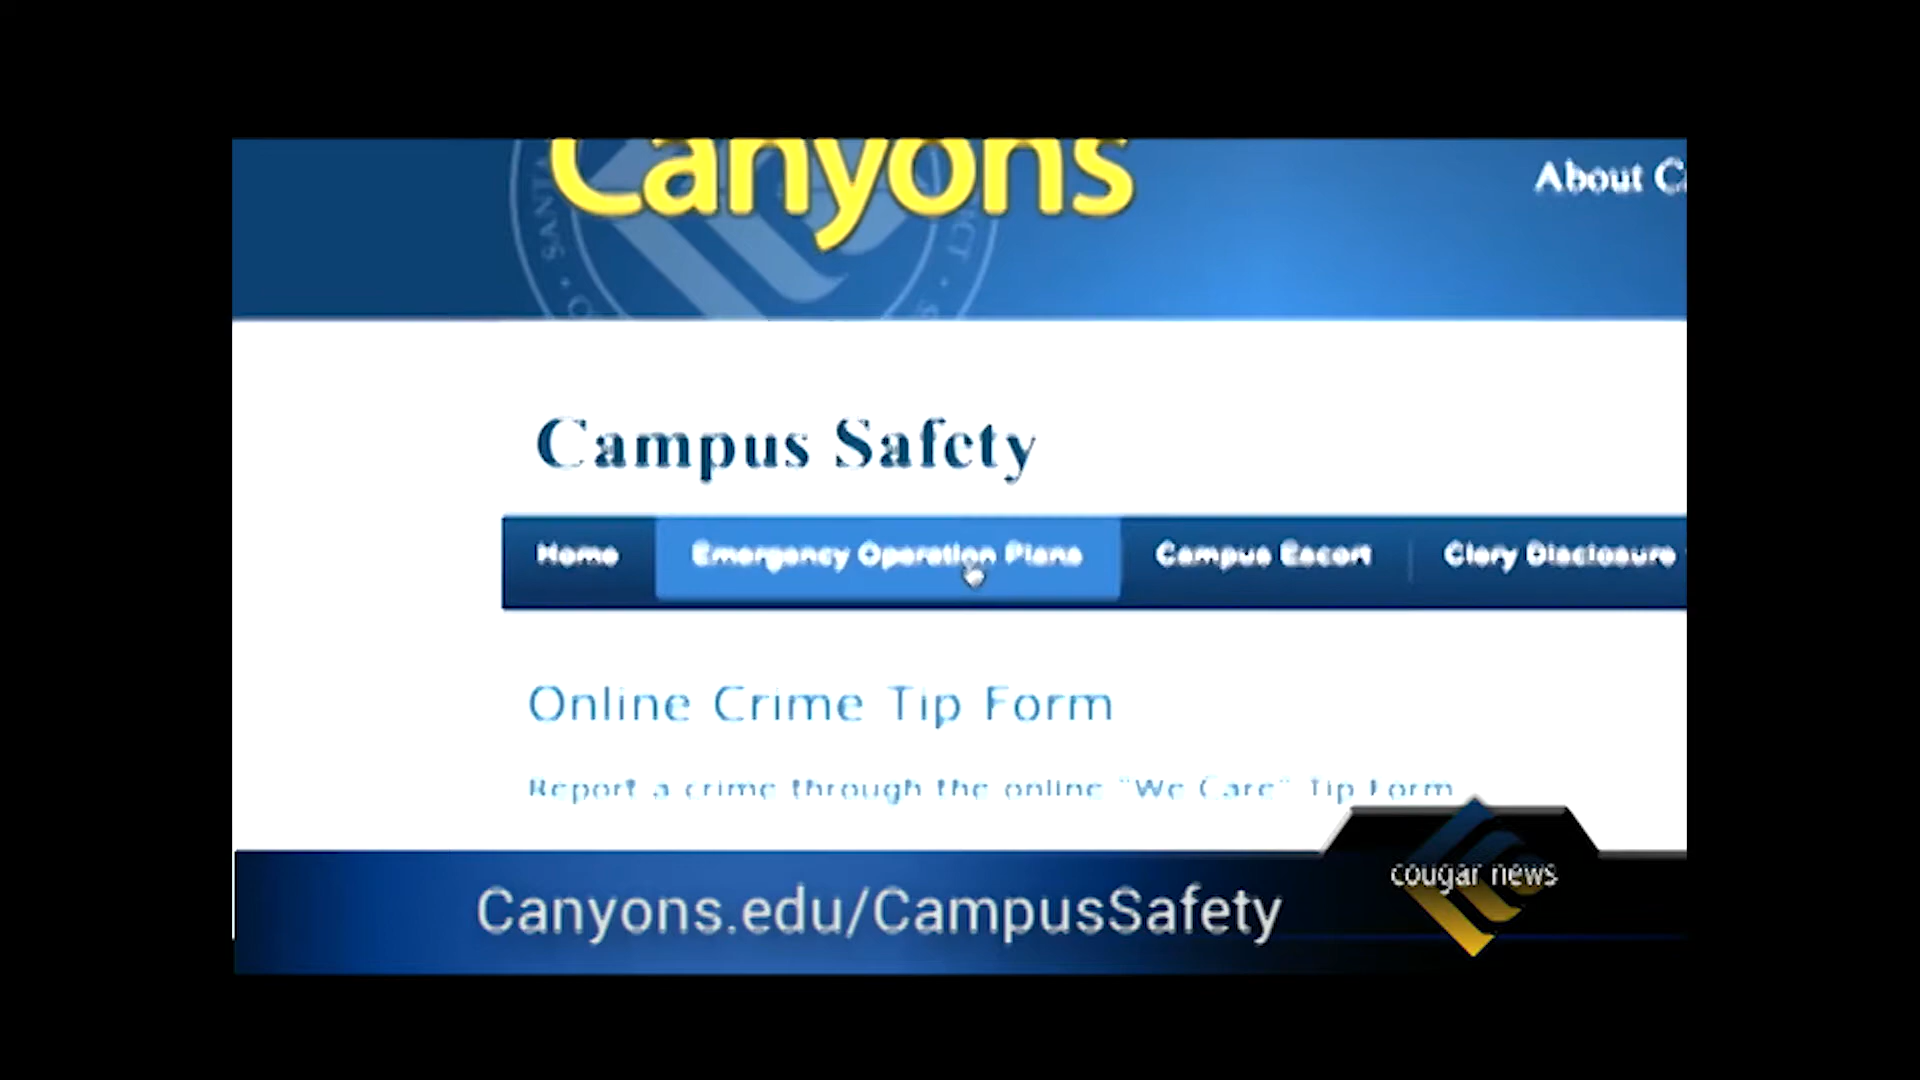 Canyons
About C
Campus Safety
Home
Emergency Operation Plans
Campus Escort
Clery Disclosure
Online Crime Tip Form
Report a crime through the online "We Care" Tip Form
cougar news
Canyons.edu/CampusSafety